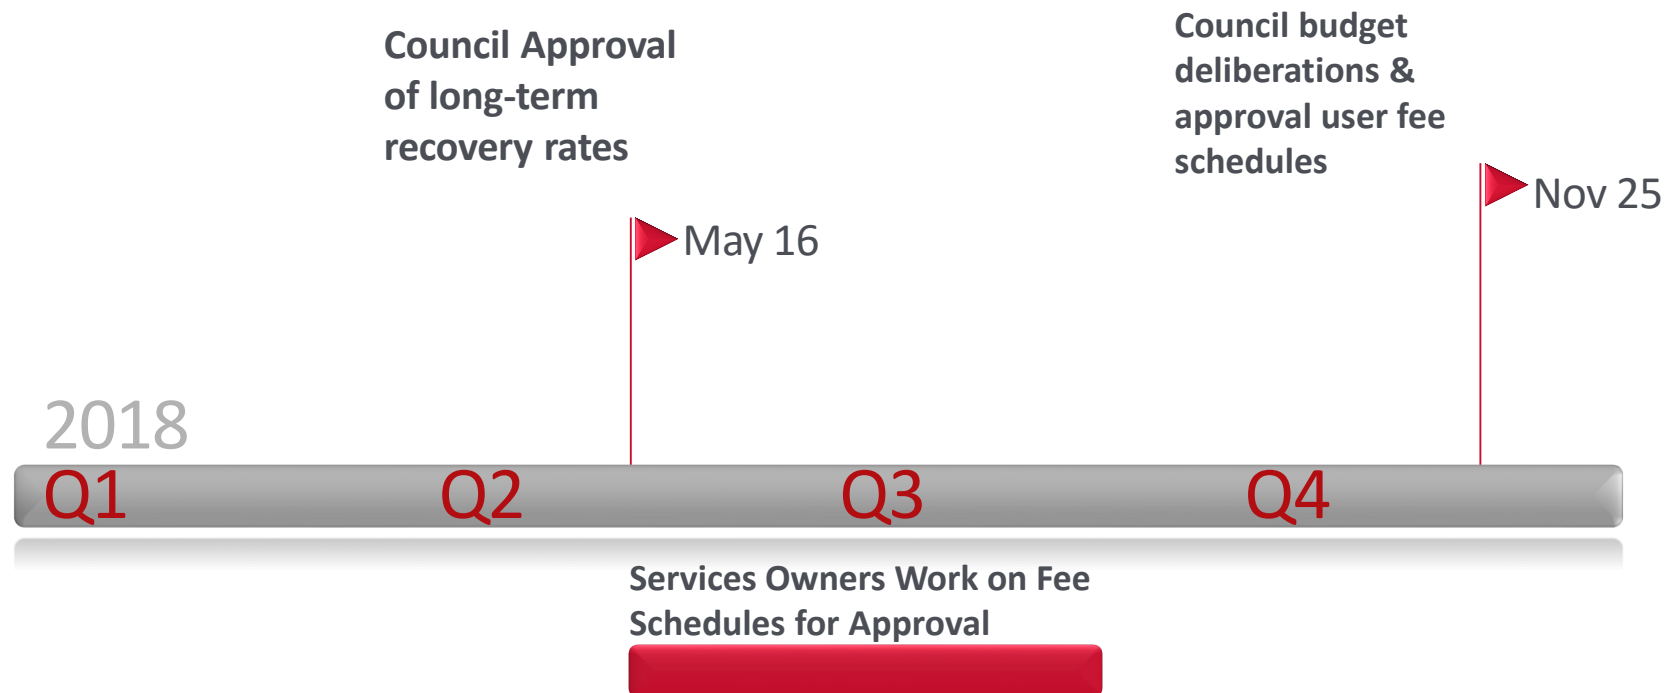 Council Approval
of long-term
recovery rates
May 16
Council budget
deliberations &
approval user fee
schedules
Nov 25
2018
Q1
Q2
Q3
Q4
Services Owners Work on Fee
Schedules for Approval